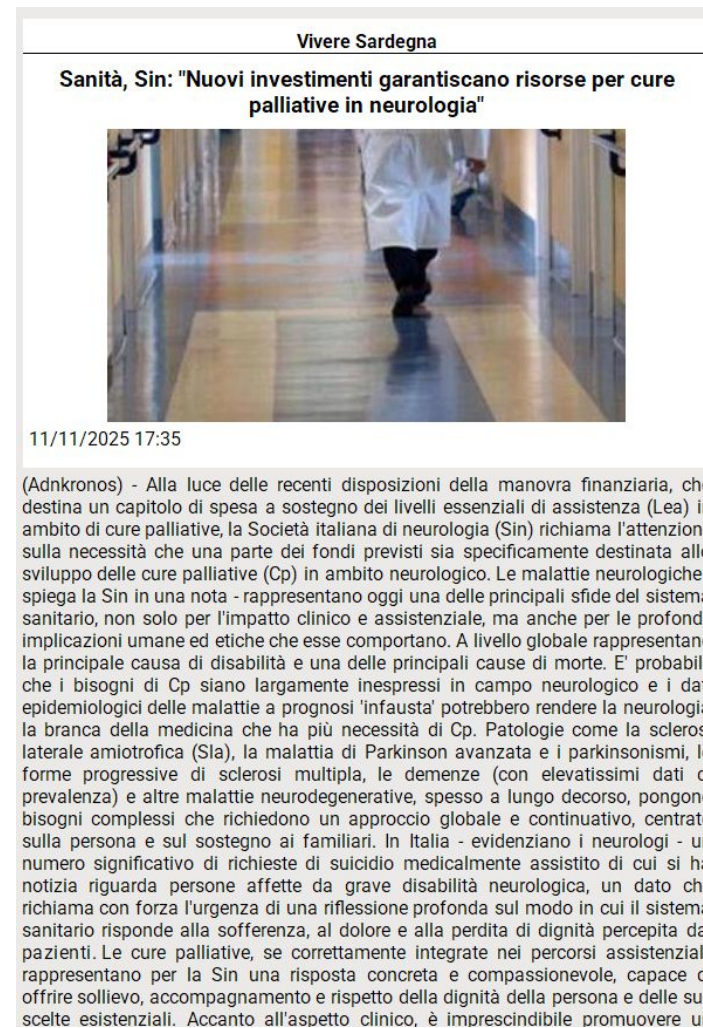 Vivere Sardegna
Sanità, Sin: "Nuovi investimenti garantiscano risorse per cure
palliative in neurologia"
11/11/2025 17:35
(Adnkronos) - Alla luce delle recenti disposizioni della manovra finanziaria, che
destina un capitolo di spesa a sostegno dei livelli essenziali di assistenza (Lea) i
ambito di cure palliative, la Società italiana di neurologia (Sin) richiama l'attenzion
sulla necessità che una parte dei fondi previsti sia specificamente destinata allo
sviluppo delle cure palliative (Cp) in ambito neurologico. Le malattie neurologiche
spiega la Sin in una nota - rappresentano oggi una delle principali sfide del sistema
sanitario, non solo per l'impatto clinico e assistenziale, ma anche per le profond
implicazioni umane ed etiche che esse comportano. A livello globale rappresentano
la principale causa di disabilità e una delle principali cause di morte. E' probabil
che i bisogni di Cp siano largamente inespressi in campo neurologico e i dat
epidemiologici delle malattie a prognosi 'infausta' potrebbero rendere la neurologia
la branca della medicina che ha più necessità di Cp. Patologie come la scleros
laterale amiotrofica (Sla), la malattia di Parkinson avanzata e i parkinsonismi, le
forme progressive di sclerosi multipla, le demenze (con elevatissimi dati d
prevalenza) e altre malattie neurodegenerative, spesso a lungo decorso, pongono
bisogni complessi che richiedono un approccio globale e continuativo, centrato
sulla persona e sul sostegno ai familiari. In Italia - evidenziano i neurologi - un
numero significativo di richieste di suicidio medicalmente assistito di cui si ha
notizia riguarda persone affette da grave disabilità neurologica, un dato che
richiama con forza l'urgenza di una riflessione profonda sul modo in cui il sistema
sanitario risponde alla sofferenza, al dolore e alla perdita di dignità percepita da
pazienti. Le cure palliative, se correttamente integrate nei percorsi assistenzial
rappresentano per la Sin una risposta concreta e compassionevole, capace d
offrire sollievo, accompagnamento e rispetto della dignità della persona e delle su
scelte esistenziali. Accanto all'aspetto clinico, è imprescindibile promuovere u